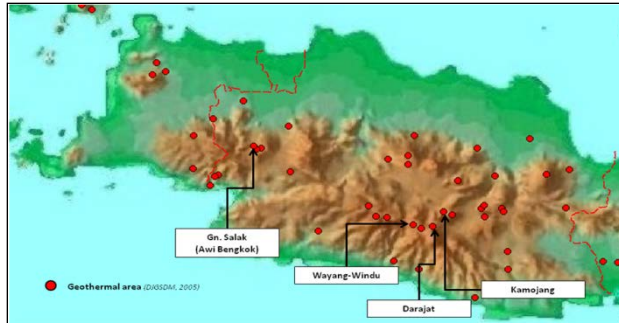 Gn. Salak
(Awi Bengkok)
Wayang-Windu
Darajat
Kamojang
Geothermal area (DJGSDM, 2005)